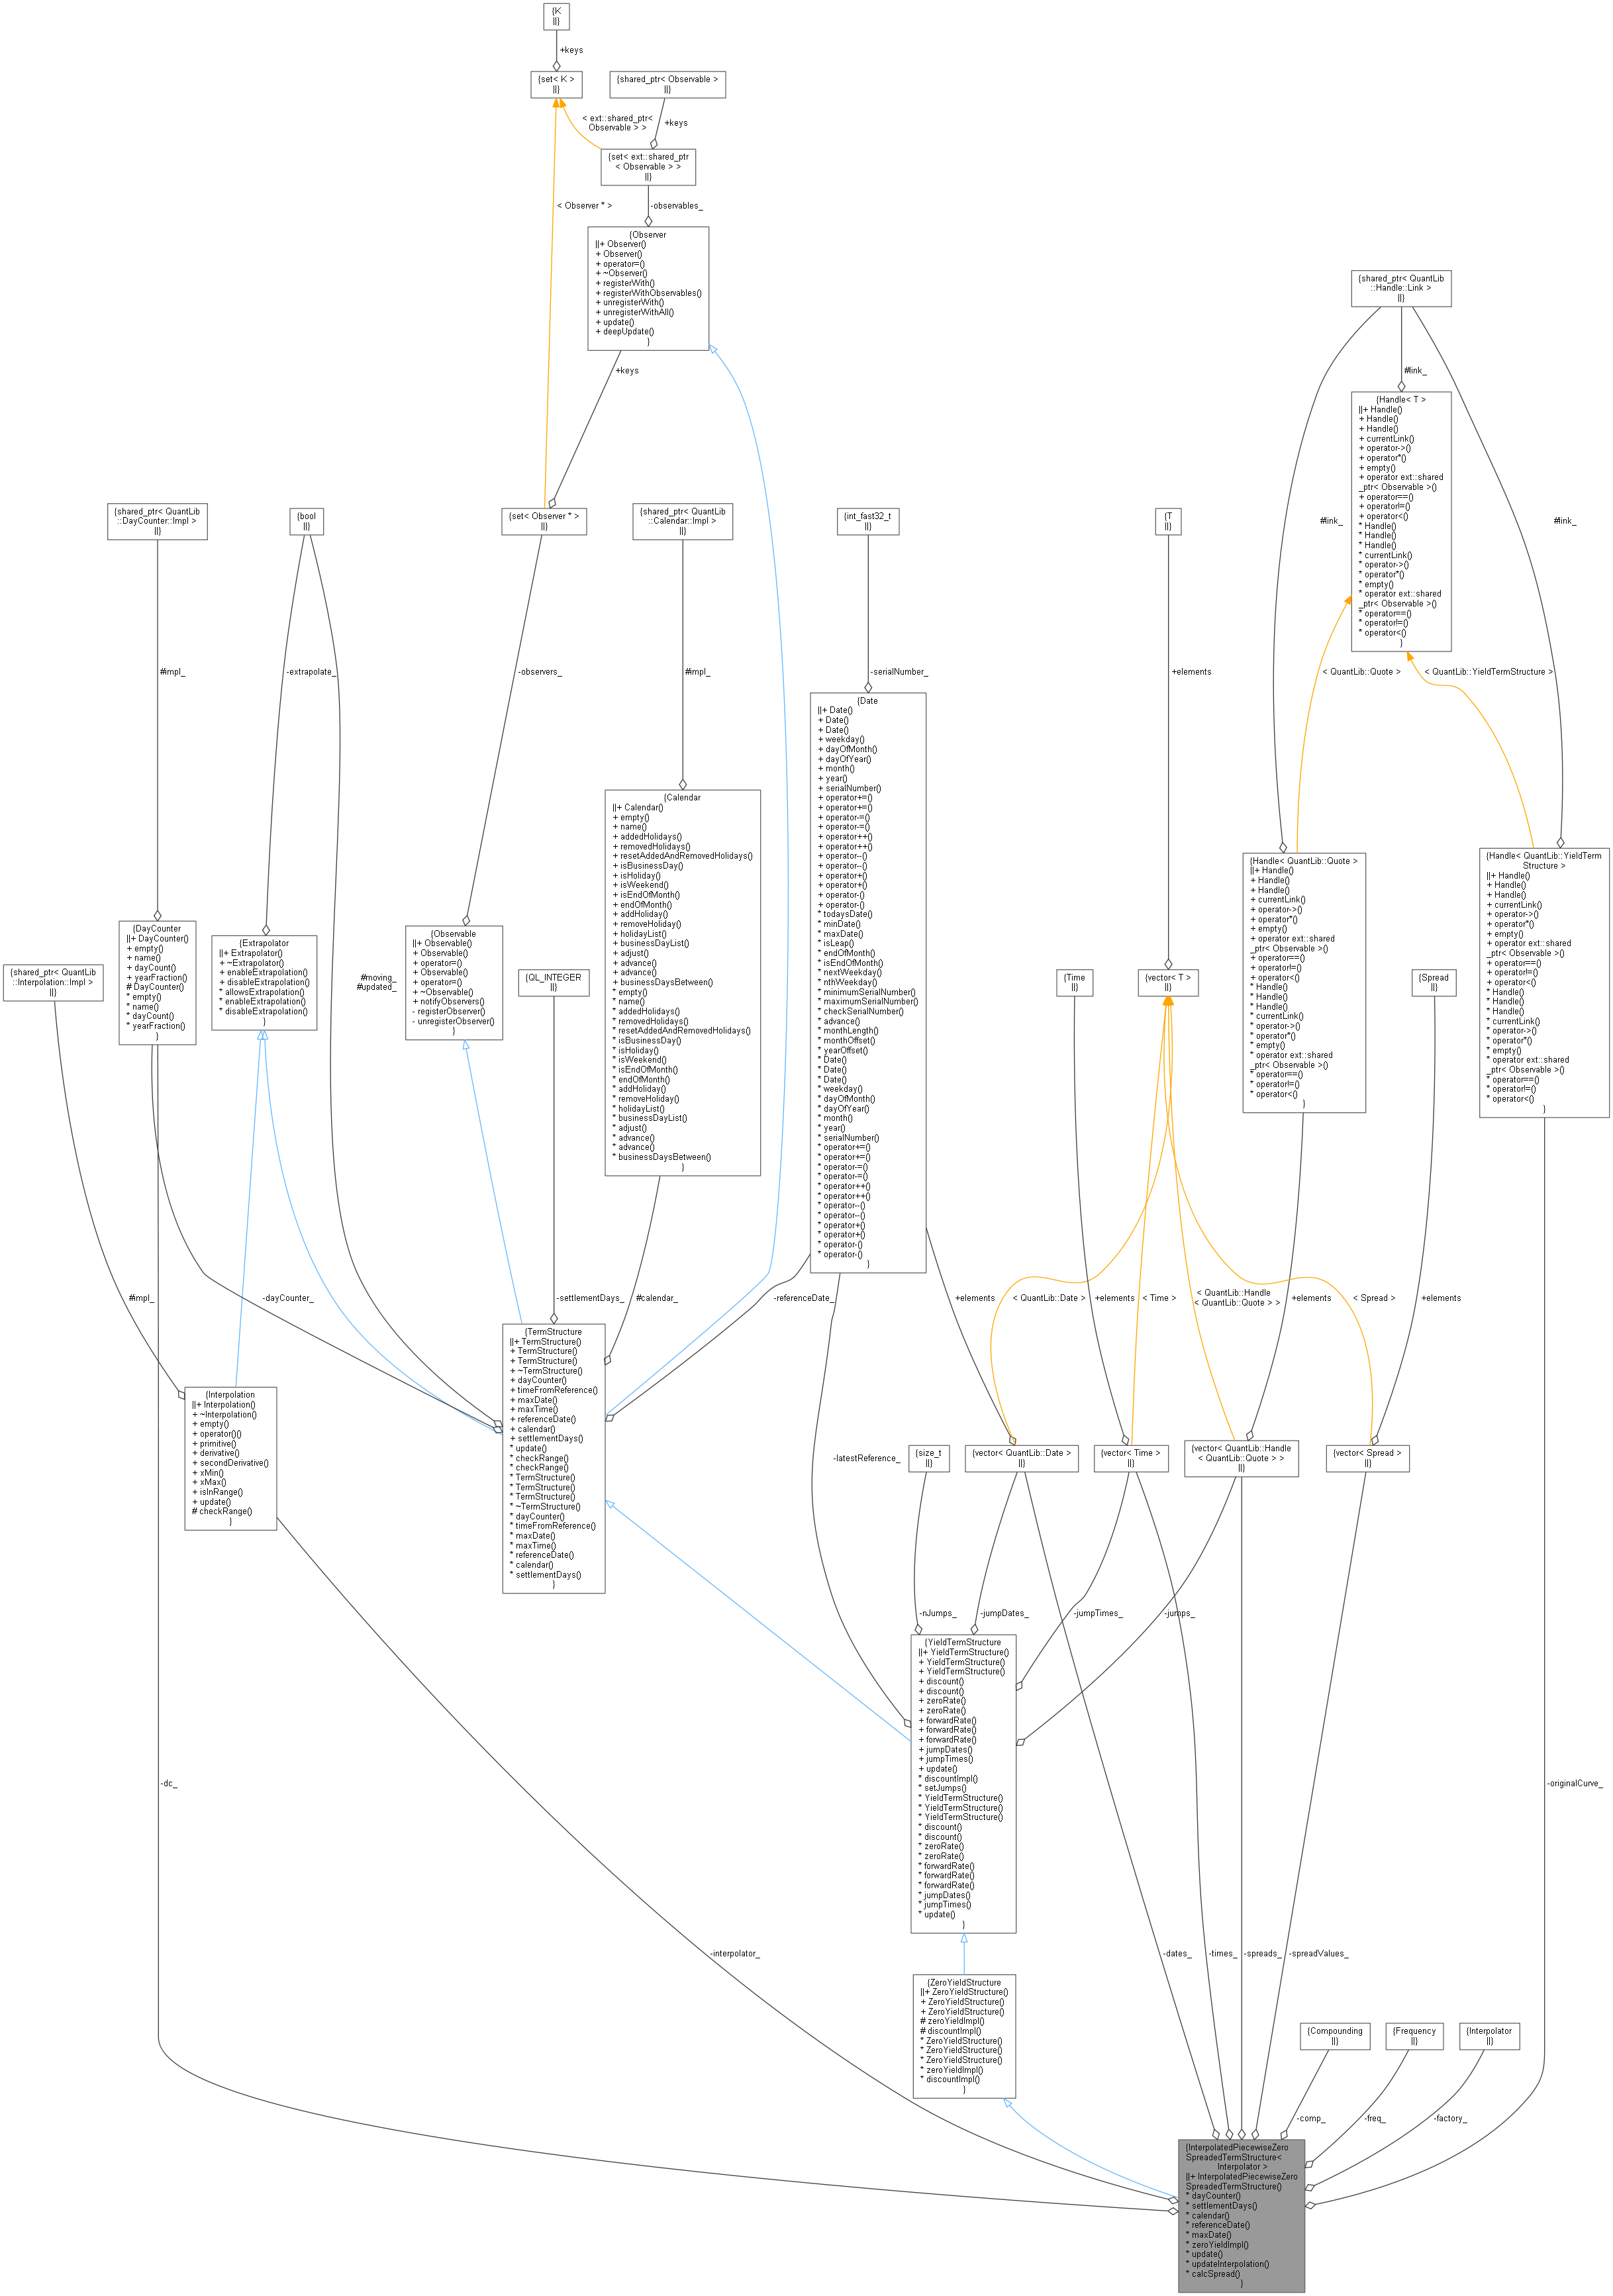 {K
||}
+keys
{set< K >
||}
{shared_ptr< Observable >
||}
< ext::shared_ptr<
Observable > >
+keys
{set< ext::shared_ptr
< Observable > >
||}
< Observer * >
-observables_
{Observer
||+ Observer()
+ Observer()
+ operator=()
+ ~Observer()
+ registerWith()
+ registerWithObservables()
+ unregisterWith()
+ unregisterWithAll()
+ update()
+ deepUpdate()
}
+keys
{shared_ptr< QuantLib
::Handle::Link >
||}
#link_
{Handle< T >
||+ Handle()
+ Handle()
+ Handle()
+ currentLink()
+ operator->()
+ operator*()
+ empty()
+ operator ext::shared
_ptr< Observable >()
+ operator==()
+ operator!=()
+ operator<()
* Handle()
* Handle()
* Handle()
* currentLink()
* operator->()
* operator*()
* empty()
* operator ext::shared
_ptr< Observable >()
* operator==()
* operator!=()
* operator<()
}
{shared_ptr< QuantLib
::DayCounter::Impl >
||}
{bool
||}
{set< Observer * >
||}
{shared_ptr< QuantLib
::Calendar::Impl >
||}
{int_fast32_t
||}
{T
||}
#link_
#link_
#impl_
-extrapolate_
-observers_
#impl_
-serialNumber_
+elements
< QuantLib::Quote >
< QuantLib::YieldTermStructure >
{Date
||+ Date()
+ Date()
+ Date()
+ weekday()
+ dayOfMonth()
+ dayOfYear()
+ month()
+ year()
+ serialNumber()
+ operator+=()
+ operator+=()
+ operator-=()
+ operator-=()
+ operator++()
+ operator++()
+ operator--()
+ operator--()
+ operator+()
+ operator+()
+ operator-()
+ operator-()
* todaysDate()
* minDate()
* maxDate()
* isLeap()
* endOfMonth()
* isEndOfMonth()
* nextWeekday()
* nthWeekday()
* minimumSerialNumber()
* maximumSerialNumber()
* checkSerialNumber()
* advance()
* monthLength()
* monthOffset()
* yearOffset()
* Date()
* Date()
* Date()
* weekday()
* dayOfMonth()
* dayOfYear()
* month()
* year()
* serialNumber()
* operator+=()
* operator+=()
* operator-=()
* operator-=()
* operator++()
* operator++()
* operator--()
* operator--()
* operator+()
* operator+()
* operator-()
* operator-()
}
{Calendar
||+ Calendar()
+ empty()
+ name()
+ addedHolidays()
+ removedHolidays()
+ resetAddedAndRemovedHolidays()
+ isBusinessDay()
+ isHoliday()
+ isWeekend()
+ isEndOfMonth()
+ endOfMonth()
+ addHoliday()
+ removeHoliday()
+ holidayList()
+ businessDayList()
+ adjust()
+ advance()
+ advance()
+ businessDaysBetween()
* empty()
* name()
* addedHolidays()
* removedHolidays()
* resetAddedAndRemovedHolidays()
* isBusinessDay()
* isHoliday()
* isWeekend()
* isEndOfMonth()
* endOfMonth()
* addHoliday()
* removeHoliday()
* holidayList()
* businessDayList()
* adjust()
* advance()
* advance()
* businessDaysBetween()
}
{Handle< QuantLib::Quote >
||+ Handle()
+ Handle()
+ Handle()
+ currentLink()
+ operator->()
+ operator*()
+ empty()
+ operator ext::shared
_ptr< Observable >()
+ operator==()
+ operator!=()
+ operator<()
* Handle()
* Handle()
* Handle()
* currentLink()
* operator->()
* operator*()
* empty()
* operator ext::shared
_ptr< Observable >()
* operator==()
* operator!=()
* operator<()
}
{Handle< QuantLib::YieldTerm
Structure >
||+ Handle()
+ Handle()
+ Handle()
+ currentLink()
+ operator->()
+ operator*()
+ empty()
+ operator ext::shared
_ptr< Observable >()
+ operator==()
+ operator!=()
+ operator<()
* Handle()
* Handle()
* Handle()
* currentLink()
* operator->()
* operator*()
* empty()
* operator ext::shared
_ptr< Observable >()
* operator==()
* operator!=()
* operator<()
}
{DayCounter
||+ DayCounter()
+ empty()
+ name()
+ dayCount()
+ yearFraction()
# DayCounter()
* empty()
* name()
* dayCount()
* yearFraction()
}
{Extrapolator
||+ Extrapolator()
+ ~Extrapolator()
+ enableExtrapolation()
+ disableExtrapolation()
* allowsExtrapolation()
* enableExtrapolation()
* disableExtrapolation()
}
{Observable
||+ Observable()
+ Observable()
+ operator=()
+ Observable()
+ operator=()
+ ~Observable()
+ notifyObservers()
- registerObserver()
- unregisterObserver()
}
{shared_ptr< QuantLib
::Interpolation::Impl >
||}
#moving_
#updated_
{QL_INTEGER
||}
{Time
||}
{vector< T >
||}
{Spread
||}
#impl_
-dayCounter_
-settlementDays_
#calendar_
-referenceDate_
+elements
< QuantLib::Date >
+elements
< Time >
< QuantLib::Handle
< QuantLib::Quote > >
+elements
< Spread >
+elements
{TermStructure
||+ TermStructure()
+ TermStructure()
+ TermStructure()
+ ~TermStructure()
+ dayCounter()
+ timeFromReference()
+ maxDate()
+ maxTime()
+ referenceDate()
+ calendar()
+ settlementDays()
* update()
* checkRange()
* checkRange()
* TermStructure()
* TermStructure()
* TermStructure()
* ~TermStructure()
* dayCounter()
* timeFromReference()
* maxDate()
* maxTime()
* referenceDate()
* calendar()
* settlementDays()
}
{Interpolation
||+ Interpolation()
+ ~Interpolation()
+ empty()
+ operator()()
+ primitive()
+ derivative()
+ secondDerivative()
+ xMin()
+ xMax()
+ isInRange()
+ update()
# checkRange()
}
-latestReference_
{size_t
||}
{vector< QuantLib::Date >
||}
{vector< Time >
||}
{vector< QuantLib::Handle
< QuantLib::Quote > >
||}
{vector< Spread >
||}
-nJumps_
-jumpDates_
-jumpTimes_
-jumps_
{YieldTermStructure
||+ YieldTermStructure()
+ YieldTermStructure()
+ YieldTermStructure()
+ discount()
+ discount()
+ zeroRate()
+ zeroRate()
+ forwardRate()
+ forwardRate()
+ forwardRate()
+ jumpDates()
+ jumpTimes()
+ update()
* discountImpl()
* setJumps()
* YieldTermStructure()
* YieldTermStructure()
* YieldTermStructure()
* discount()
* discount()
* zeroRate()
* zeroRate()
* forwardRate()
* forwardRate()
* forwardRate()
* jumpDates()
* jumpTimes()
* update()
}
-dc_
-originalCurve_
-interpolator_
-dates_
-times_
-spreads_
-spreadValues_
{ZeroYieldStructure
||+ ZeroYieldStructure()
+ ZeroYieldStructure()
+ ZeroYieldStructure()
# zeroYieldImpl()
# discountImpl()
* ZeroYieldStructure()
* ZeroYieldStructure()
* ZeroYieldStructure()
* zeroYieldImpl()
* discountImpl()
}
{Compounding
||}
{Frequency
||}
{Interpolator
||}
-comp_
-freq_
-factory_
{InterpolatedPiecewiseZero
SpreadedTermStructure<
Interpolator >
||+ InterpolatedPiecewiseZero
SpreadedTermStructure()
* dayCounter()
* settlementDays()
* calendar()
* referenceDate()
* maxDate()
* zeroYieldImpl()
* update()
* updateInterpolation()
* calcSpread()
}